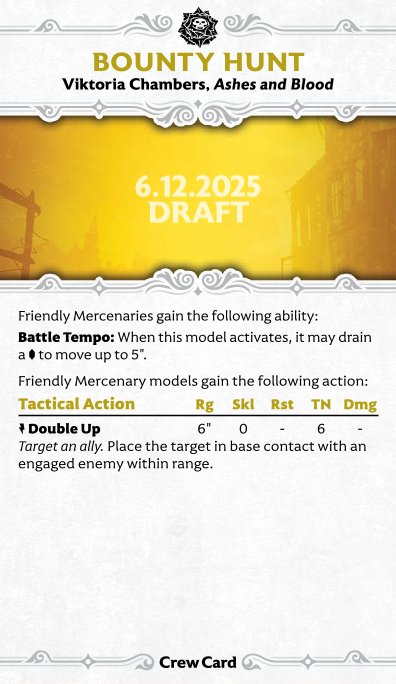 BOUNTY HUNT
Viktoria Chambers, Ashes and Blood
6.12.2025
DRAFT
Friendly Mercenaries gain the following ability:
Battle Tempo: When this model activates, it may drain
a to move up to 5".
Friendly Mercenary models gain the following action:
Tactical Action Rg Skl Rst TN Dmg
Double Up 6" 0 - 6 -
Target an ally. Place the target in base contact with an
engaged enemy within range.
Crew Card